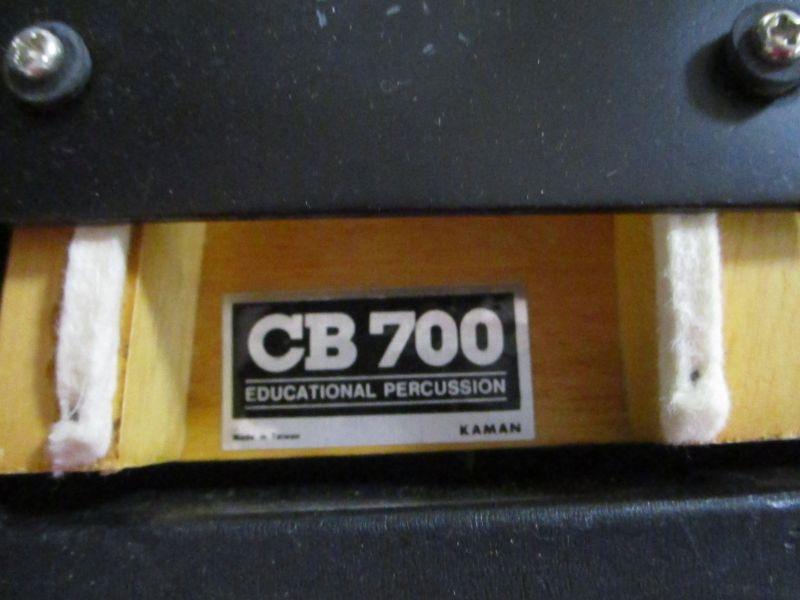 CB 700
EDUCATIONAL PERCUSSION
Made in Taiwan
KAMAN